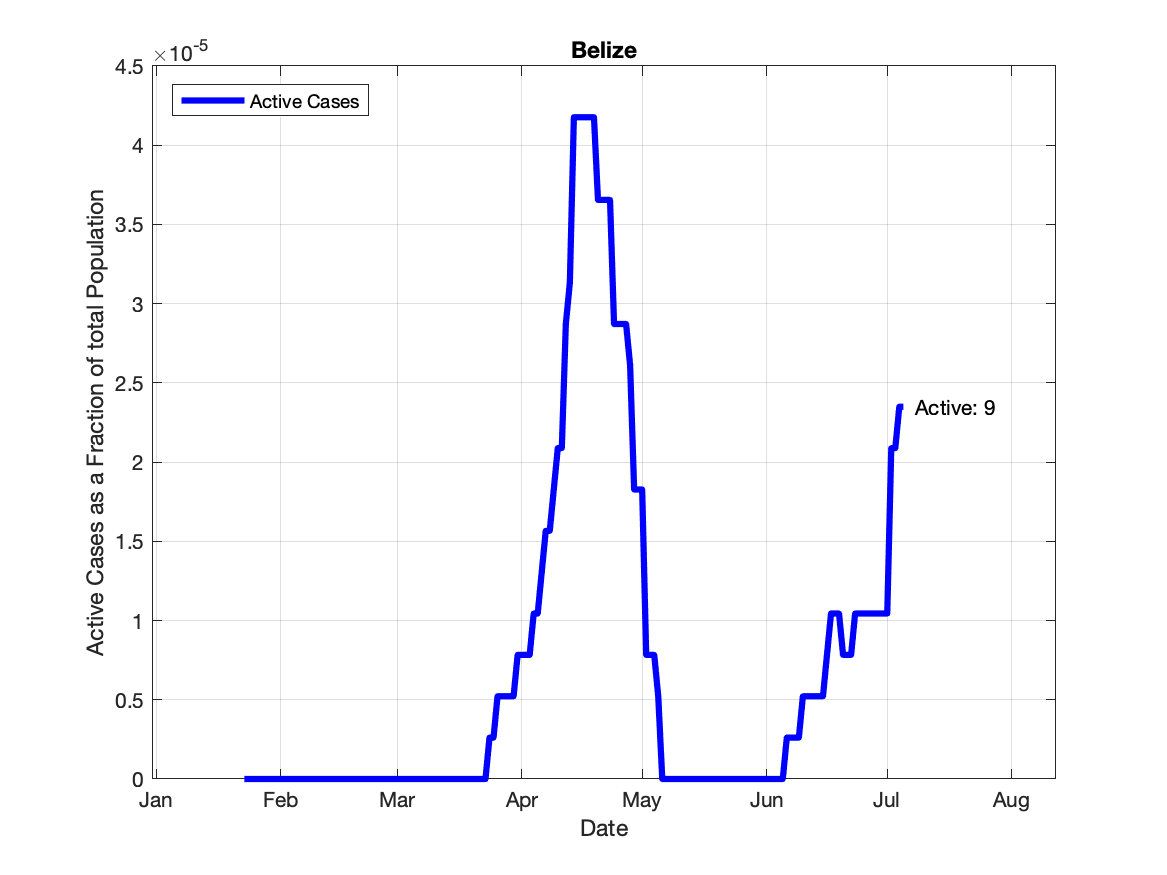 Belize
×10-5
4.5
4
3.5
3
2.5
2
1.5
1
0.5
0
Active Cases as a Fraction of total Population
Active Cases
Active: 9
Jan Feb Mar Apr May Jun Jul Aug
Date